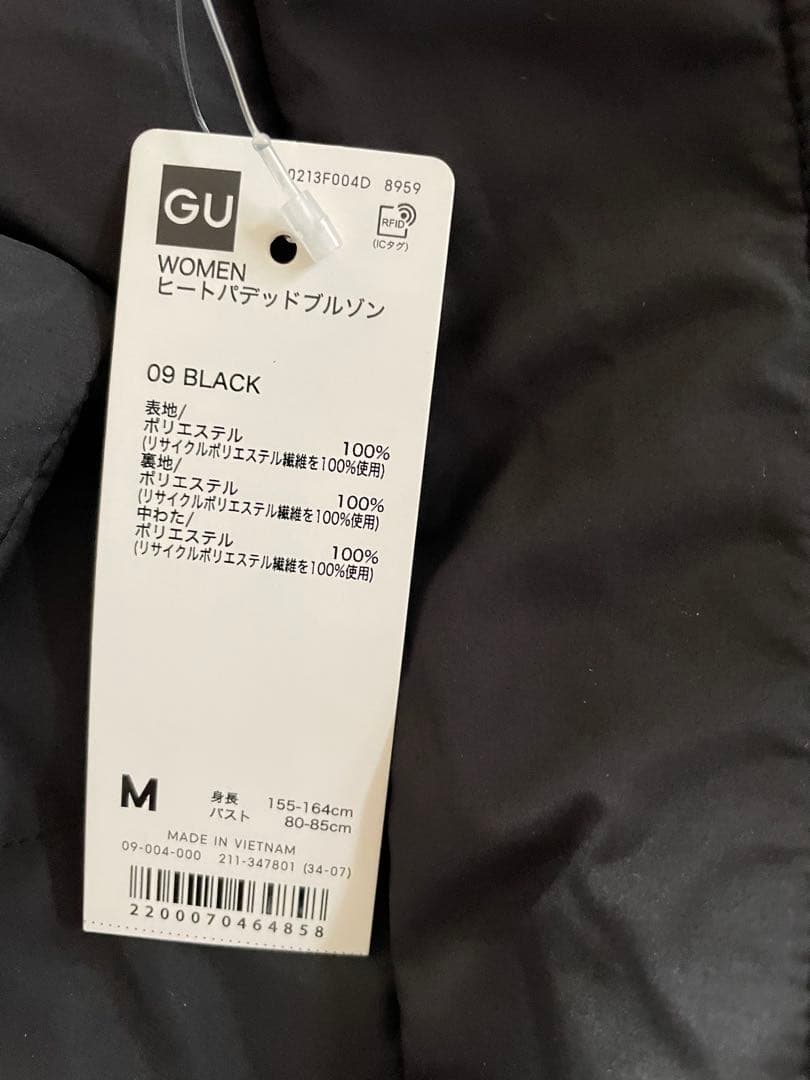 GU
0213F004D 8959
RFID
(ICタグ)
WOMEN
ヒートパデッドブルゾン
09 BLACK
表地/
ポリエステル 100%
(リサイクルポリエステル繊維を100%使用)
裏地/
ポリエステル 100%
(リサイクルポリエステル繊維を100%使用)
中わた/
ポリエステル 100%
(リサイクルポリエステル繊維を100%使用)
M
身長 155-164cm
バスト 80-85cm
MADE IN VIETNAM
09-004-000 211-347801 (34-07)
2200070464858